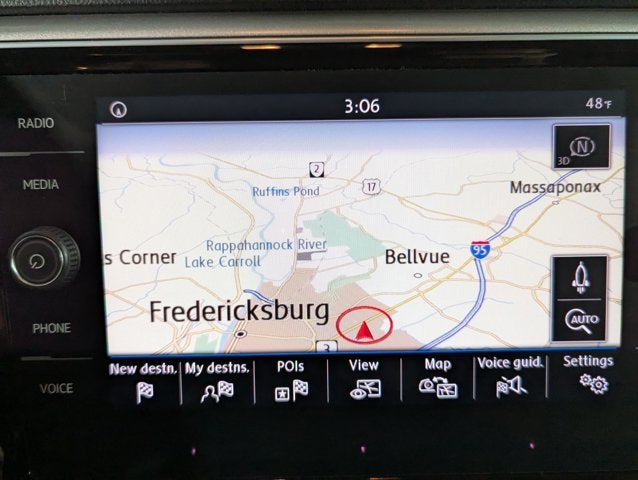 3:06
48°F
RADIO
MEDIA
PHONE
VOICE
N
3D
2
17
Ruffins Pond
Massaponax
s Corner
Rappahannock River
Lake Carroll
Bellvue
95
Fredericksburg
3
AUTO
New destn.
My destns.
POIs
View
Map
Voice guid.
Settings